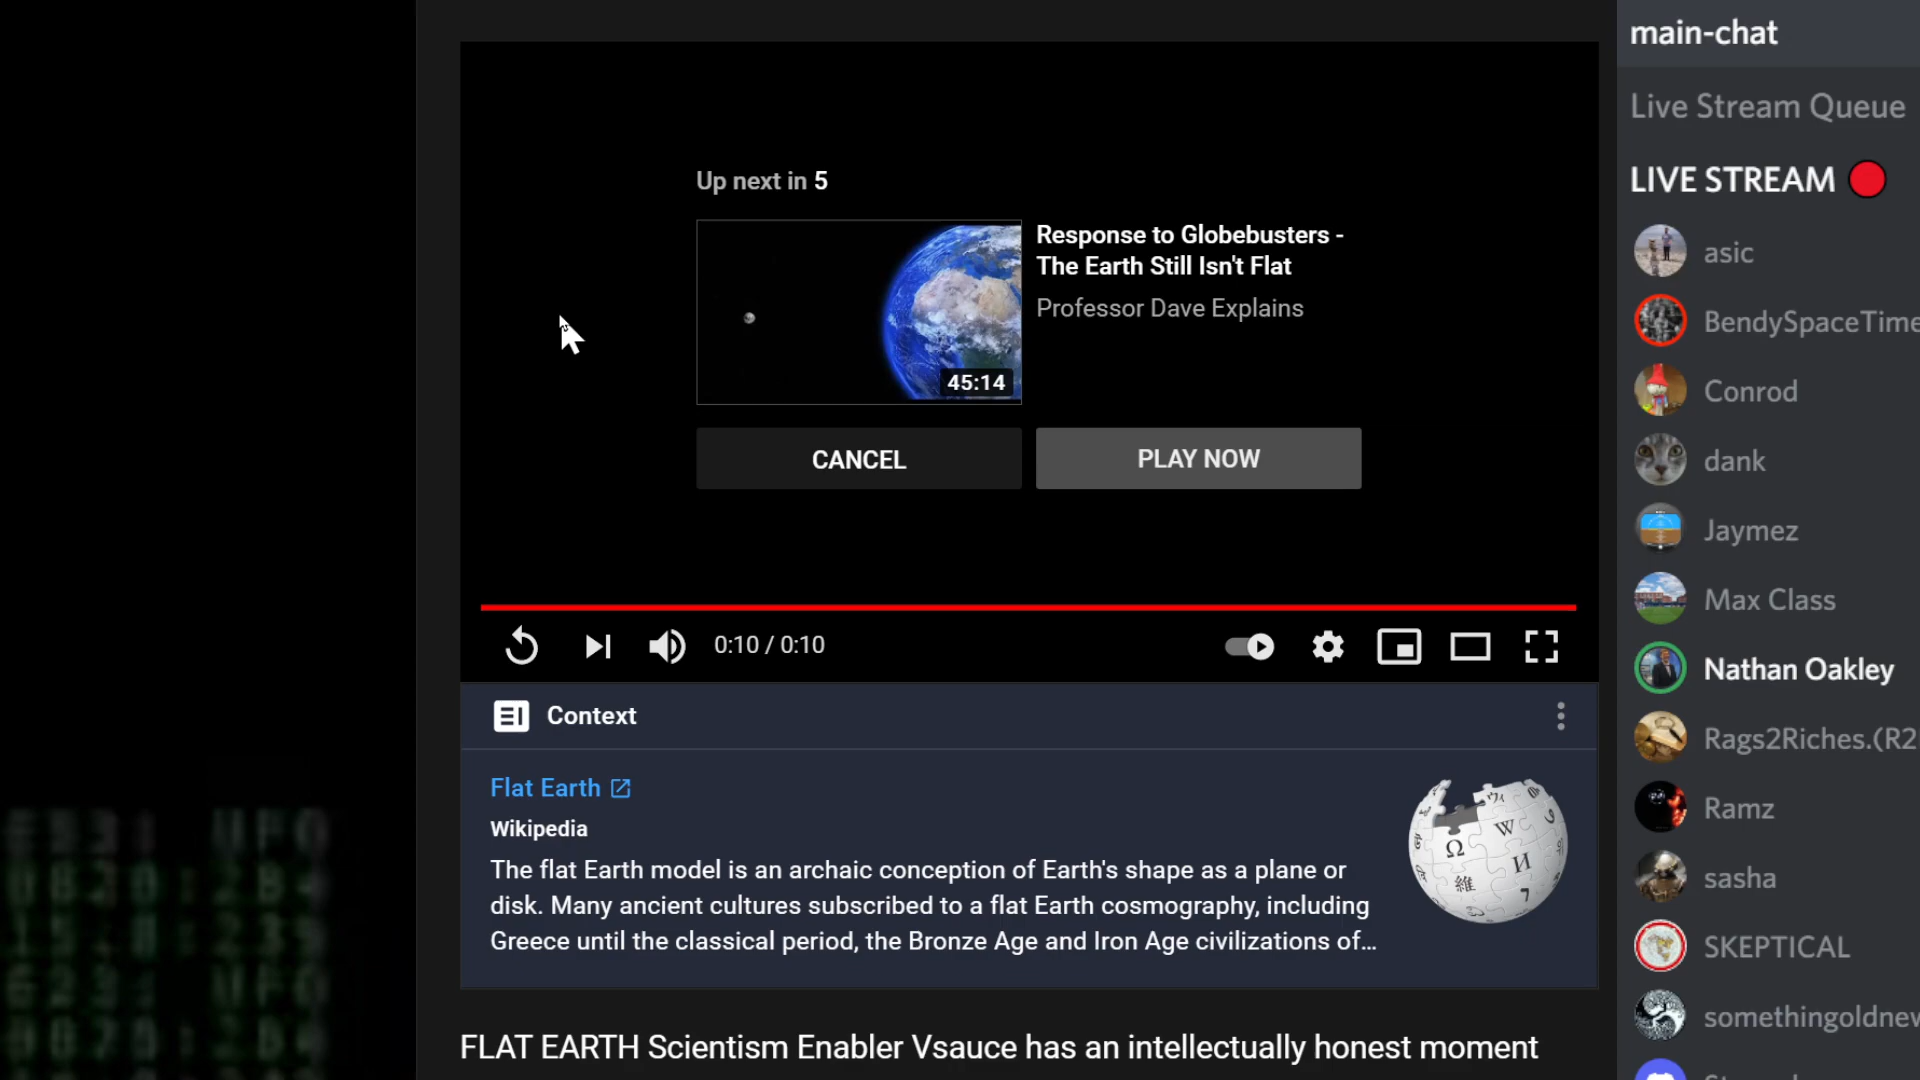 main-chat
Live Stream Queue
LIVE STREAM
asic
BendySpaceTime
Conrod
dank
Jaymez
Max Class
Nathan Oakley
Rags2Riches.(R2
Ramz
sasha
SKEPTICAL
somethingoldnew
Up next in 5
Response to Globebusters -
The Earth Still Isn't Flat
Professor Dave Explains
45:14
CANCEL
PLAY NOW
0:10 / 0:10
Context
Flat Earth
Wikipedia
The flat Earth model is an archaic conception of Earth's shape as a plane or
disk. Many ancient cultures subscribed to a flat Earth cosmography, including
Greece until the classical period, the Bronze Age and Iron Age civilizations of...
FLAT EARTH Scientism Enabler Vsauce has an intellectually honest moment